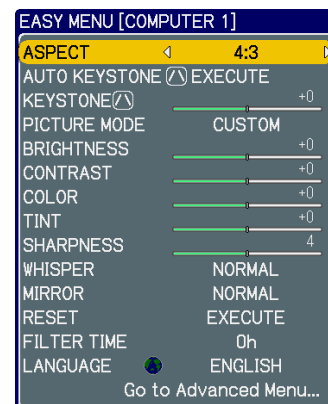 EASY MENU [COMPUTER 1]
ASPECT 4:3
AUTO KEYSTONE EXECUTE
KEYSTONE +0
PICTURE MODE CUSTOM
BRIGHTNESS +0
CONTRAST +0
COLOR +0
TINT +0
SHARPNESS 4
WHISPER NORMAL
MIRROR NORMAL
RESET EXECUTE
FILTER TIME 0h
LANGUAGE ENGLISH
Go to Advanced Menu...